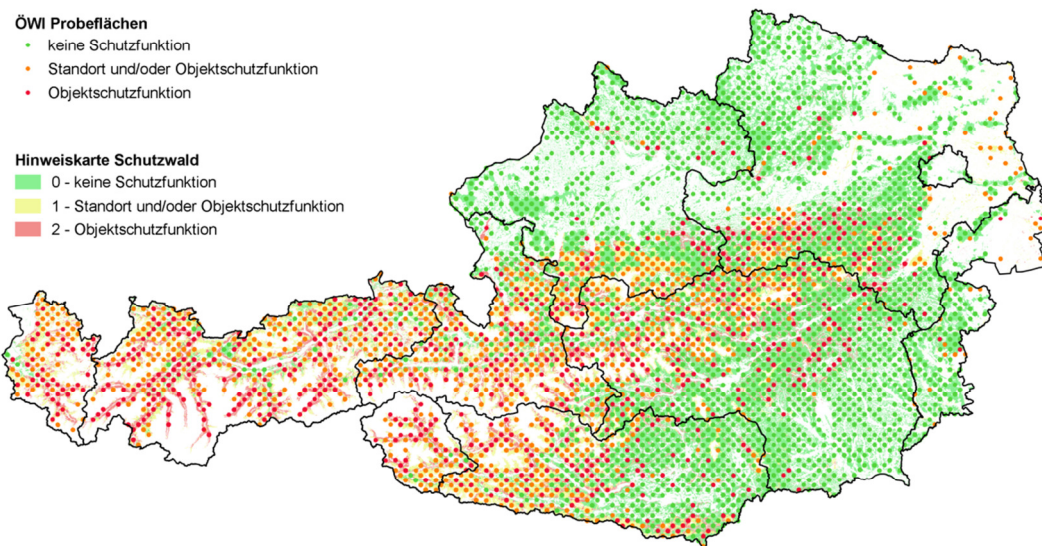 ÖWI Probeflächen
keine Schutzfunktion
Standort und/oder Objektschutzfunktion
Objektschutzfunktion
Hinweiskarte Schutzwald
0 - keine Schutzfunktion
1 - Standort und/oder Objektschutzfunktion
2 - Objektschutzfunktion